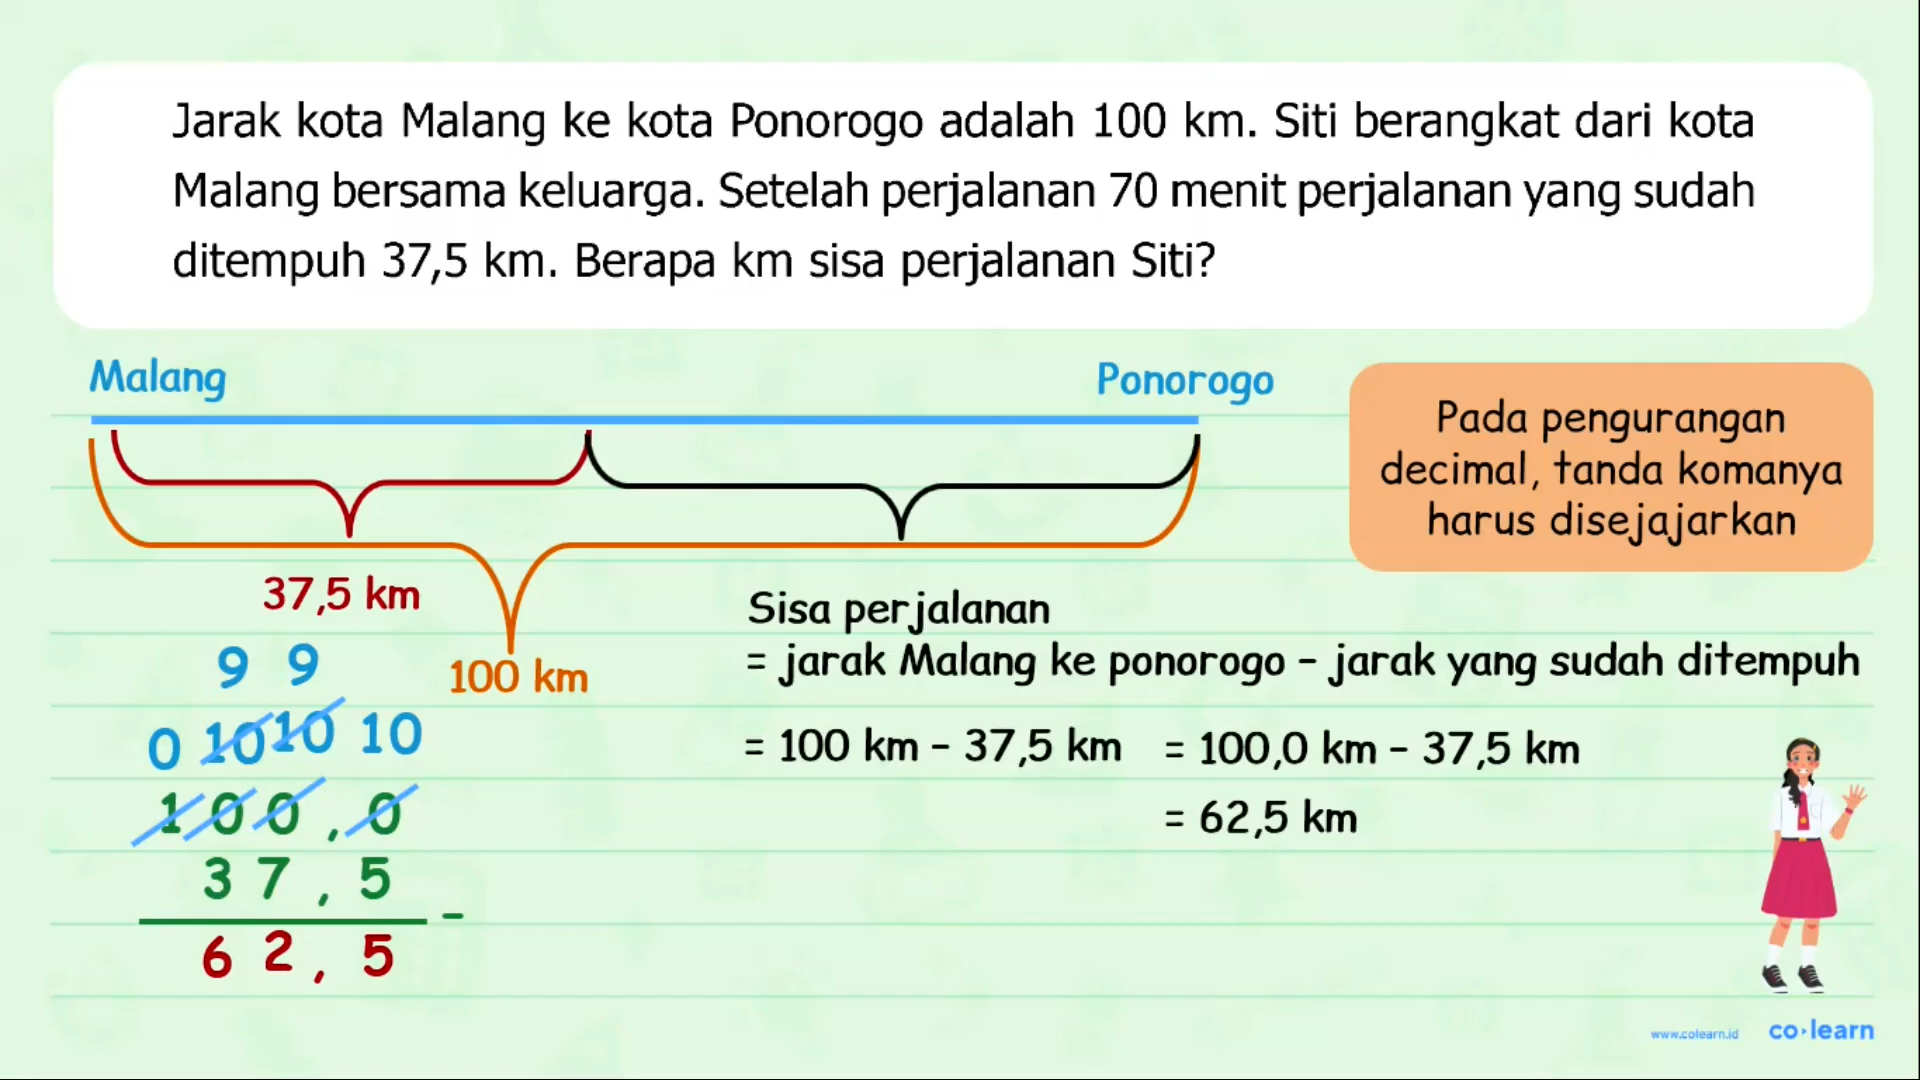 Jarak kota Malang ke kota Ponorogo adalah 100 km. Siti berangkat dari kota
Malang bersama keluarga. Setelah perjalanan 70 menit perjalanan yang sudah
ditempuh 37,5 km. Berapa km sisa perjalanan Siti?
Malang
Ponorogo
Pada pengurangan
decimal, tanda komanya
harus disejajarkan
37,5 km
100 km
Sisa perjalanan
= jarak Malang ke ponorogo - jarak yang sudah ditempuh
= 100 km - 37,5 km = 100,0 km - 37,5 km
= 62,5 km
9 9
0 10 10 10
1 0 0 , 0
3 7 , 5
-
6 2 , 5
www.colearn.id co learn